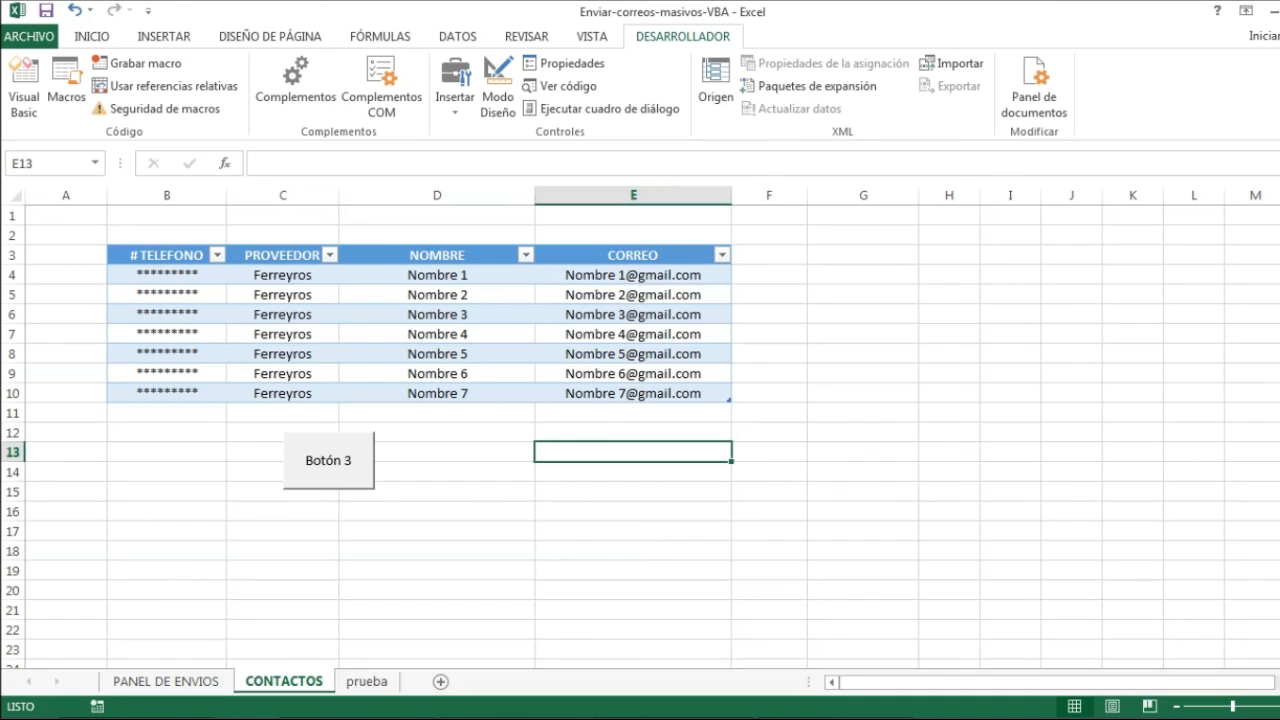 Enviar-correos-masivos-VBA - Excel
?
ARCHIVO INICIO INSERTAR DISEÑO DE PÁGINA FÓRMULAS DATOS REVISAR VISTA DESARROLLADOR Iniciar
Visual Basic
Macros
Grabar macro
Usar referencias relativas
Seguridad de macros
Código
Complementos
Complementos COM
Complementos
Insertar
Modo Diseño
Propiedades
Ver código
Ejecutar cuadro de diálogo
Controles
Origen
Propiedades de la asignación
Paquetes de expansión
Actualizar datos
Importar
Exportar
XML
Panel de documentos
Modificar
E13
fx
A B C D E F G H I J K L M
1
2
3 # TELEFONO PROVEEDOR NOMBRE CORREO
4 ********* Ferreyros Nombre 1 Nombre 1@gmail.com
5 ********* Ferreyros Nombre 2 Nombre 2@gmail.com
6 ********* Ferreyros Nombre 3 Nombre 3@gmail.com
7 ********* Ferreyros Nombre 4 Nombre 4@gmail.com
8 ********* Ferreyros Nombre 5 Nombre 5@gmail.com
9 ********* Ferreyros Nombre 6 Nombre 6@gmail.com
10 ********* Ferreyros Nombre 7 Nombre 7@gmail.com
11
12
13 Botón 3
14
15
16
17
18
19
20
21
22
23
PANEL DE ENVIOS CONTACTOS prueba
LISTO